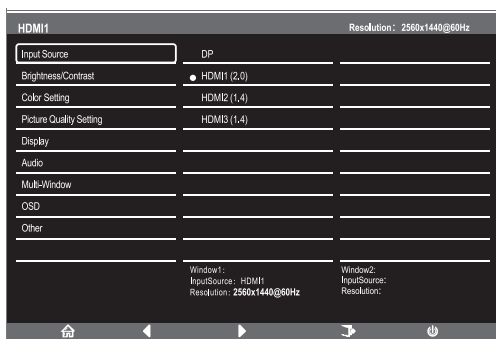 HDMI1 Resolution: 2560x1440@60Hz
Input Source DP
Brightness/Contrast HDMI1 (2.0)
Color Setting HDMI2 (1.4)
Picture Quality Setting HDMI3 (1.4)
Display
Audio
Multi-Window
OSD
Other
Window1: Window2:
InputSource: HDMI1 InputSource:
Resolution: 2560x1440@60Hz Resolution: